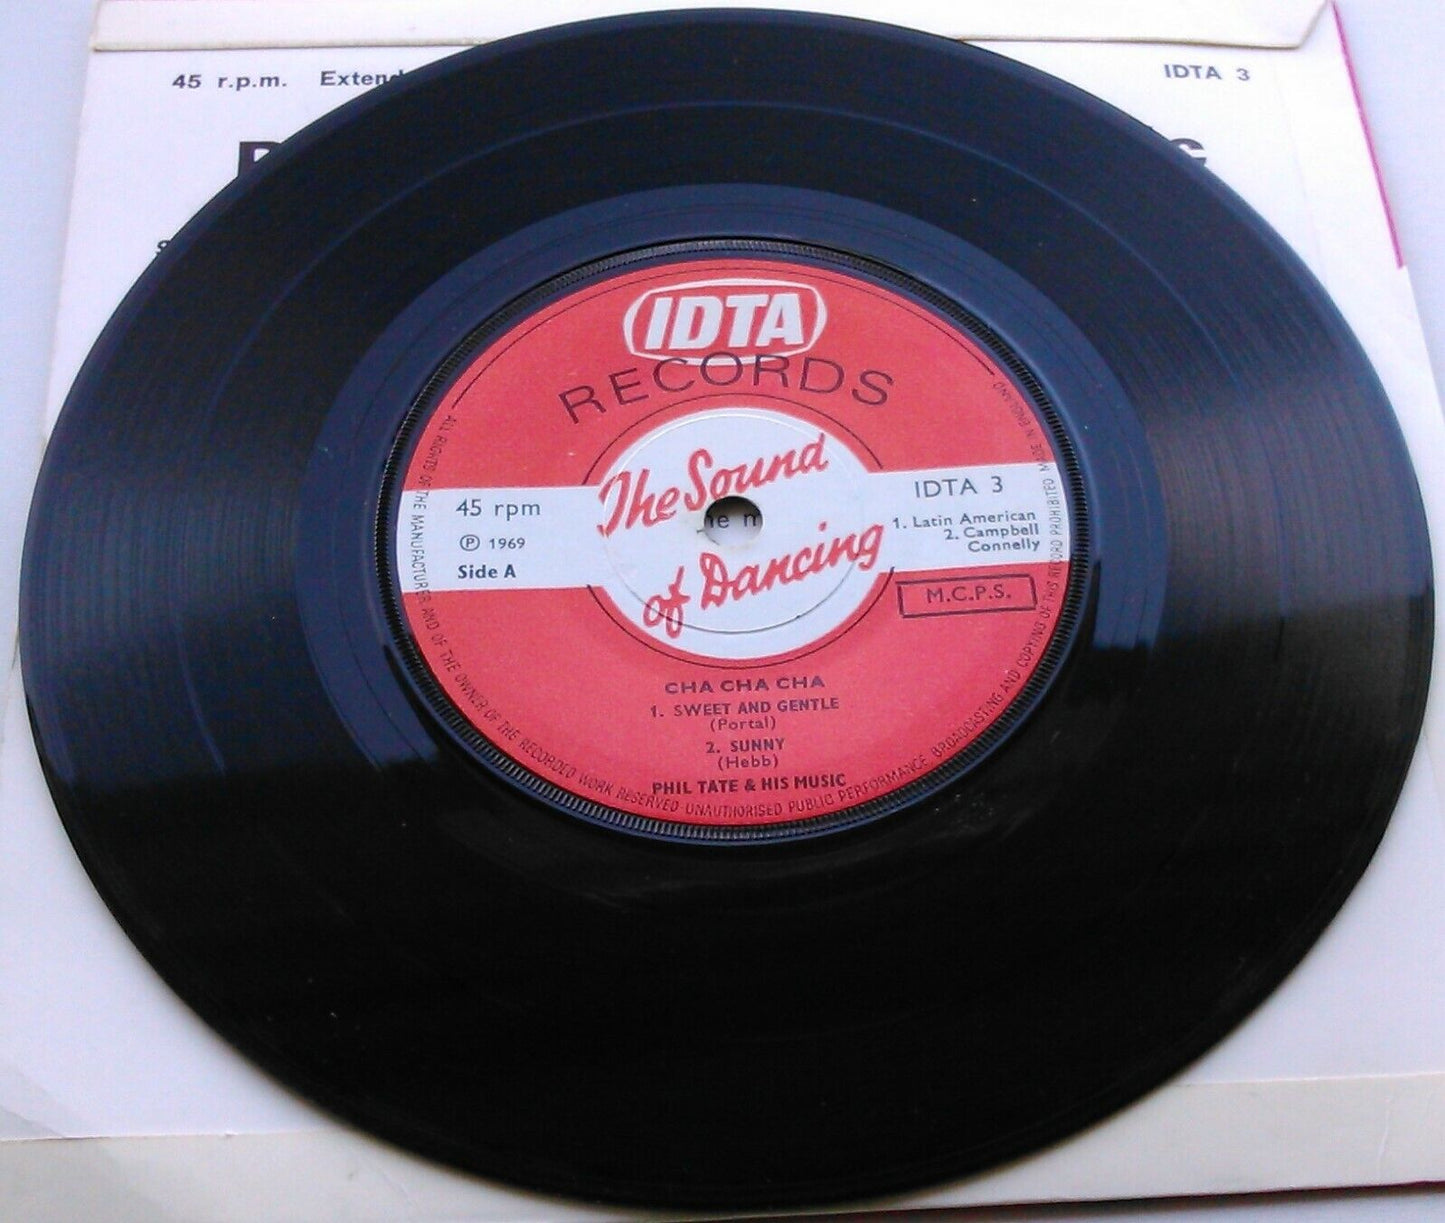 45 r.p.m. Extend
IDTA 3
IDTA
RECORDS
The Sound
of Dancing
45 rpm
Ⓟ 1969
Side A
IDTA 3
1. Latin American
2. Campbell
Connelly
M.C.P.S.
CHA CHA CHA
1. SWEET AND GENTLE
(Portal)
2. SUNNY
(Hebb)
PHIL TATE & HIS MUSIC
ALL RIGHTS OF THE MANUFACTURER AND OF THE OWNER OF THE RECORDED WORK RESERVED UNAUTHORISED PUBLIC PERFORMANCE BROADCASTING AND COPYING OF THIS RECORD PROHIBITED MADE IN ENGLAND